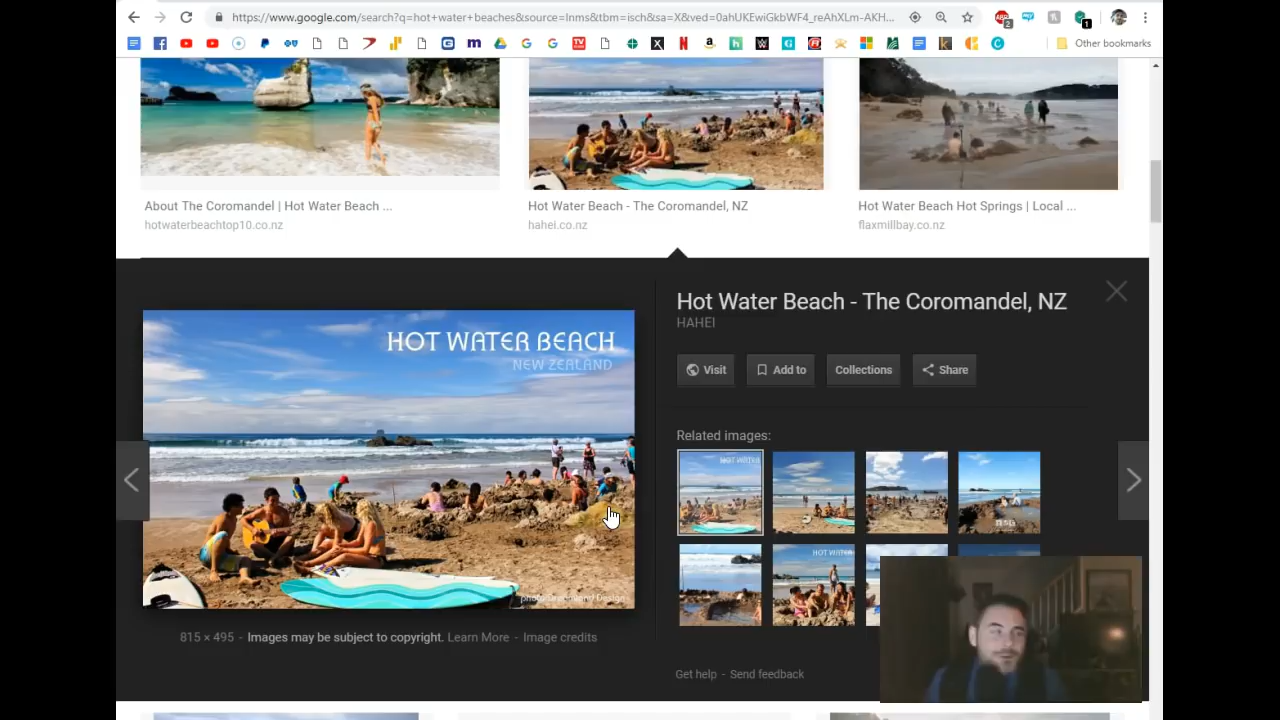 https://www.google.com/search?q=hot+water+beaches&source=lnms&tbm=isch&sa=X&ved=0ahUKEwiGkbWF4_reAhXLm-AKH...
Other bookmarks
About The Coromandel | Hot Water Beach ...
hotwaterbeachtop10.co.nz
Hot Water Beach - The Coromandel, NZ
hahei.co.nz
Hot Water Beach Hot Springs | Local ...
flaxmillbay.co.nz
HOT WATER BEACH
NEW ZEALAND
Hot Water Beach - The Coromandel, NZ
HAHEI
Visit
Add to
Collections
Share
Related images:
HOT WATER
HOT WATER
815 × 495 - Images may be subject to copyright. Learn More - Image credits
Get help - Send feedback